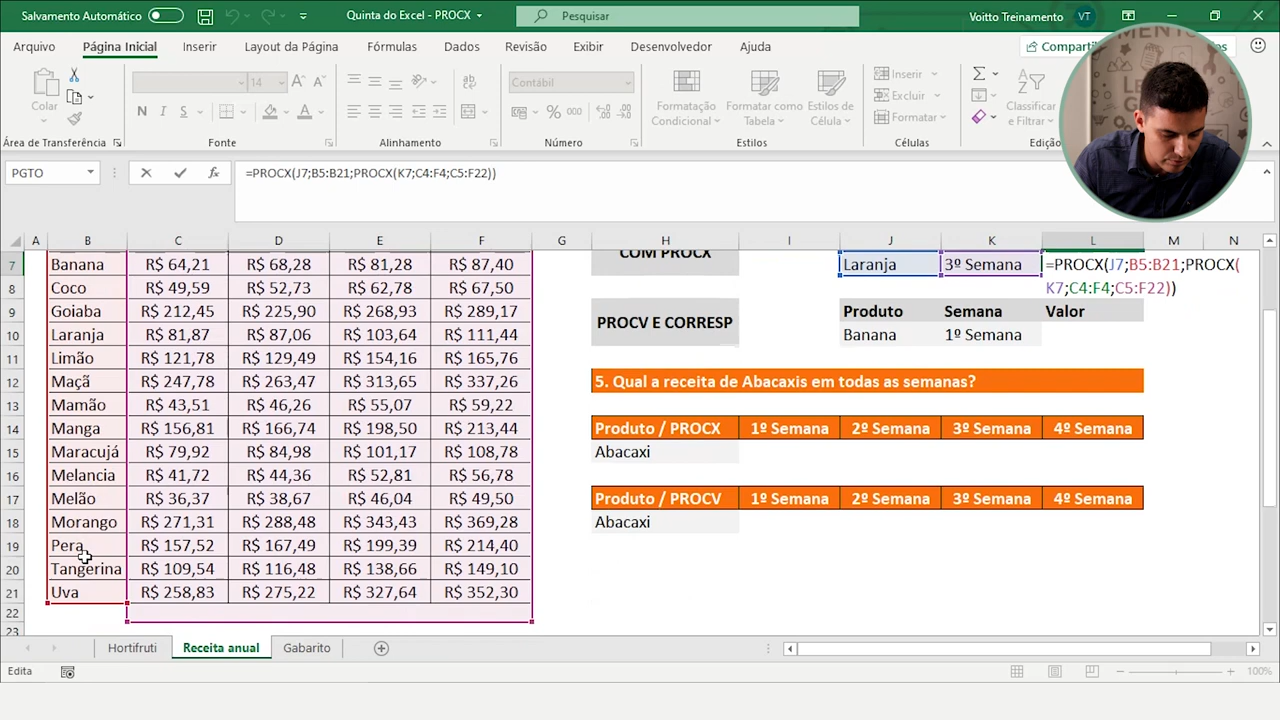 Salvamento Automático
Quinta do Excel - PROCX
Pesquisar
Voitto Treinamento
VT
Arquivo
Página Inicial
Inserir
Layout da Página
Fórmulas
Dados
Revisão
Exibir
Desenvolvedor
Ajuda
Colar
14
Contábil
Formatação Condicional
Formatar como Tabela
Estilos de Célula
Inserir
Excluir
Formatar
Classificar
e Filtrar
Área de Transferência
Fonte
Alinhamento
Número
Estilos
Células
Edição
PGTO
=PROCX(J7;B5:B21;PROCX(K7;C4:F4;C5:F22))
A B C D E F G H I J K L M N
7 Banana R$ 64,21 R$ 68,28 R$ 81,28 R$ 87,40 COM PROCX Laranja 3º Semana =PROCX(J7;B5:B21;PROCX(
8 Coco R$ 49,59 R$ 52,73 R$ 62,78 R$ 67,50 K7;C4:F4;C5:F22))
9 Goiaba R$ 212,45 R$ 225,90 R$ 268,93 R$ 289,17 PROCV E CORRESP Produto Semana Valor
10 Laranja R$ 81,87 R$ 87,06 R$ 103,64 R$ 111,44 Banana 1º Semana
11 Limão R$ 121,78 R$ 129,49 R$ 154,16 R$ 165,76
12 Maçã R$ 247,78 R$ 263,47 R$ 313,65 R$ 337,26 5. Qual a receita de Abacaxis em todas as semanas?
13 Mamão R$ 43,51 R$ 46,26 R$ 55,07 R$ 59,22
14 Manga R$ 156,81 R$ 166,74 R$ 198,50 R$ 213,44 Produto / PROCX 1º Semana 2º Semana 3º Semana 4º Semana
15 Maracujá R$ 79,92 R$ 84,98 R$ 101,17 R$ 108,78 Abacaxi
16 Melancia R$ 41,72 R$ 44,36 R$ 52,81 R$ 56,78
17 Melão R$ 36,37 R$ 38,67 R$ 46,04 R$ 49,50 Produto / PROCV 1º Semana 2º Semana 3º Semana 4º Semana
18 Morango R$ 271,31 R$ 288,48 R$ 343,43 R$ 369,28 Abacaxi
19 Pera R$ 157,52 R$ 167,49 R$ 199,39 R$ 214,40
20 Tangerina R$ 109,54 R$ 116,48 R$ 138,66 R$ 149,10
21 Uva R$ 258,83 R$ 275,22 R$ 327,64 R$ 352,30
22
23
Hortifruti
Receita anual
Gabarito
Edita
100%